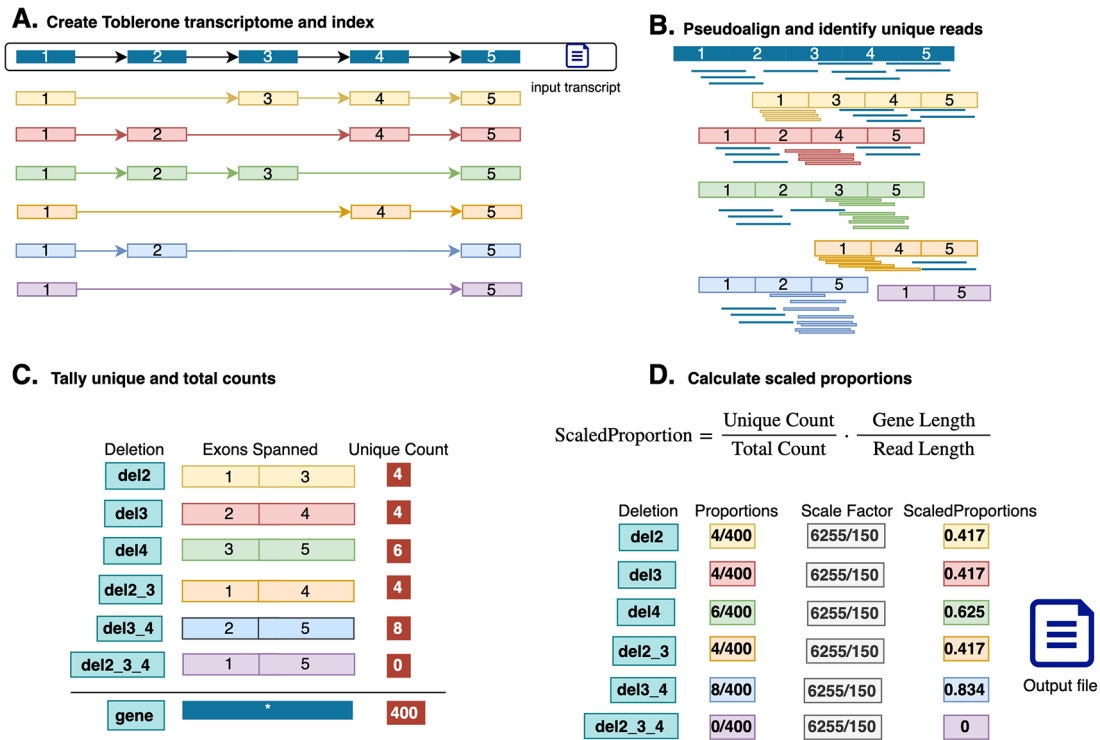 A. Create Toblerone transcriptome and index
1 2 3 4 5
input transcript
1 3 4 5
1 2 4 5
1 2 3 5
1 4 5
1 2 5
1 5
B. Pseudoalign and identify unique reads
1 2 3 4 5
1 3 4 5
1 2 4 5
1 2 3 5
1 4 5
1 2 5
1 5
C. Tally unique and total counts
Deletion Exons Spanned Unique Count
del2 1 3 4
del3 2 4 4
del4 3 5 6
del2_3 1 4 4
del3_4 2 5 8
del2_3_4 1 5 0
gene * 400
D. Calculate scaled proportions
ScaledProportion = Unique Count / Total Count · Gene Length / Read Length
Deletion Proportions Scale Factor ScaledProportions
del2 4/400 6255/150 0.417
del3 4/400 6255/150 0.417
del4 6/400 6255/150 0.625
del2_3 4/400 6255/150 0.417
del3_4 8/400 6255/150 0.834
del2_3_4 0/400 6255/150 0
Output file